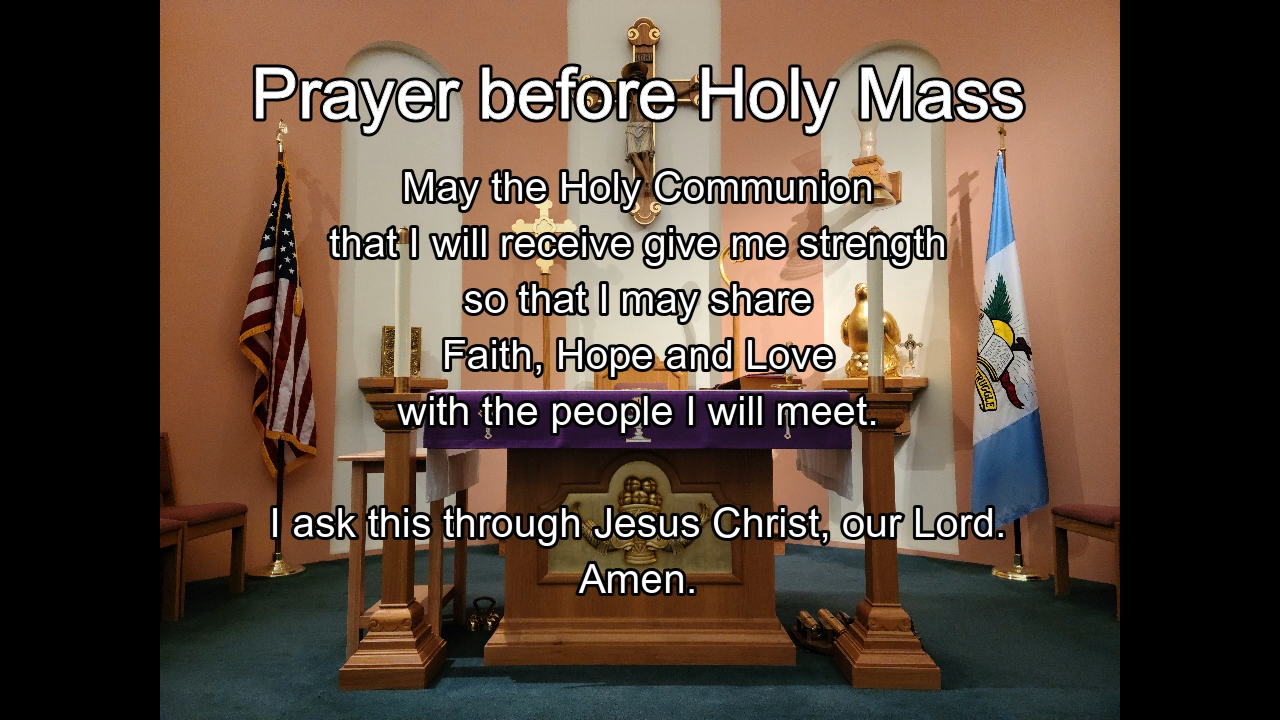 Prayer before Holy Mass
May the Holy Communion
that I will receive give me strength
so that I may share
Faith, Hope and Love
with the people I will meet.
I ask this through Jesus Christ, our Lord.
Amen.